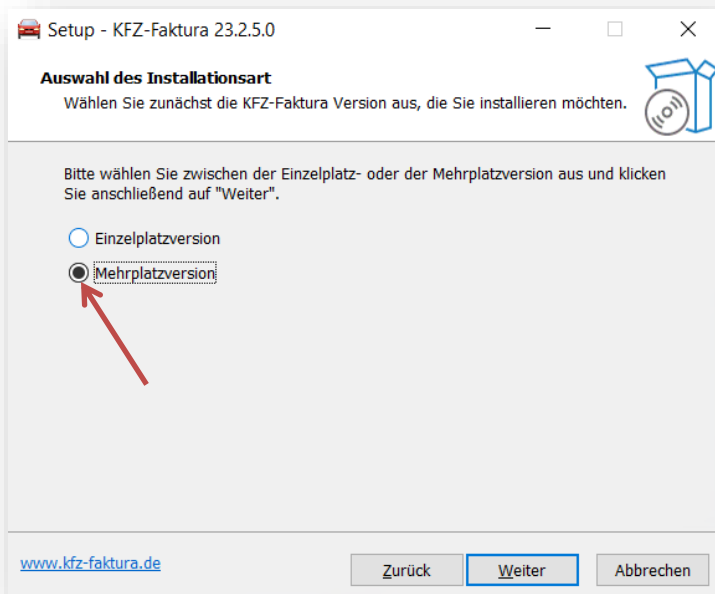 Setup - KFZ-Faktura 23.2.5.0
Auswahl des Installationsart
Wählen Sie zunächst die KFZ-Faktura Version aus, die Sie installieren möchten.
Bitte wählen Sie zwischen der Einzelplatz- oder der Mehrplatzversion aus und klicken
Sie anschließend auf "Weiter".
Einzelplatzversion
Mehrplatzversion
www.kfz-faktura.de
Zurück
Weiter
Abbrechen